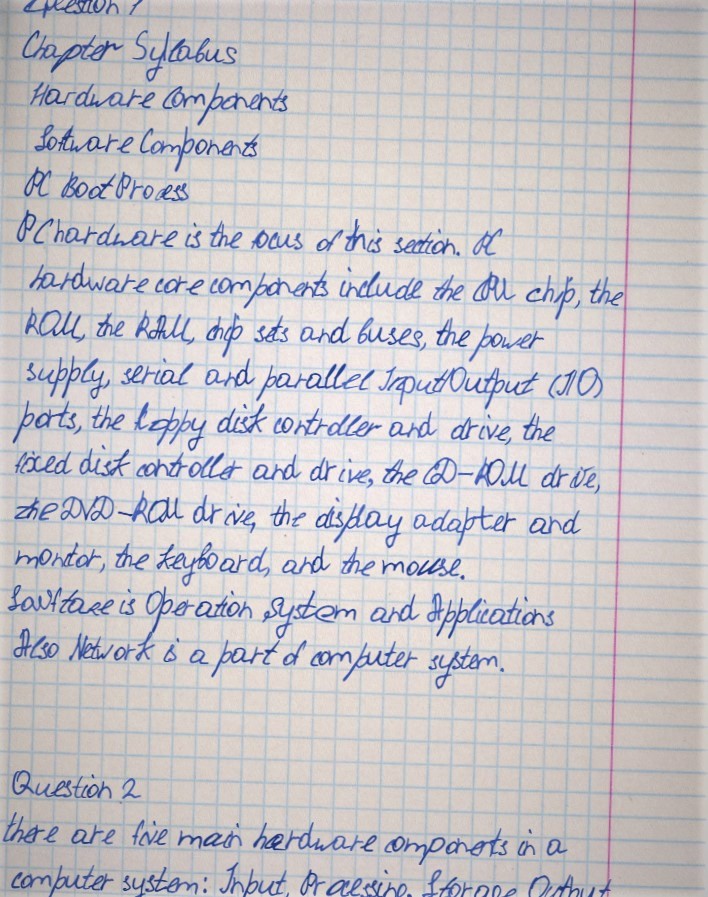 Question 1
Chapter Syllabus
Hardware Components
Software Components
PC Boot Process
PC hardware is the focus of this section. PC
hardware core components include the CPU chip, the
ROM, the RAM, chip sets and buses, the power
supply, serial and parallel Input Output (I/O)
ports, the floppy disk controller and drive, the
fixed disk controller and drive, the CD-ROM drive,
the DVD-ROM drive, the display adapter and
monitor, the keyboard, and the mouse.
is Operation system and Applications
Also Network is a part of computer system.
Question 2
there are five main hardware components in a
computer system: Input, Processing, Storage, Output